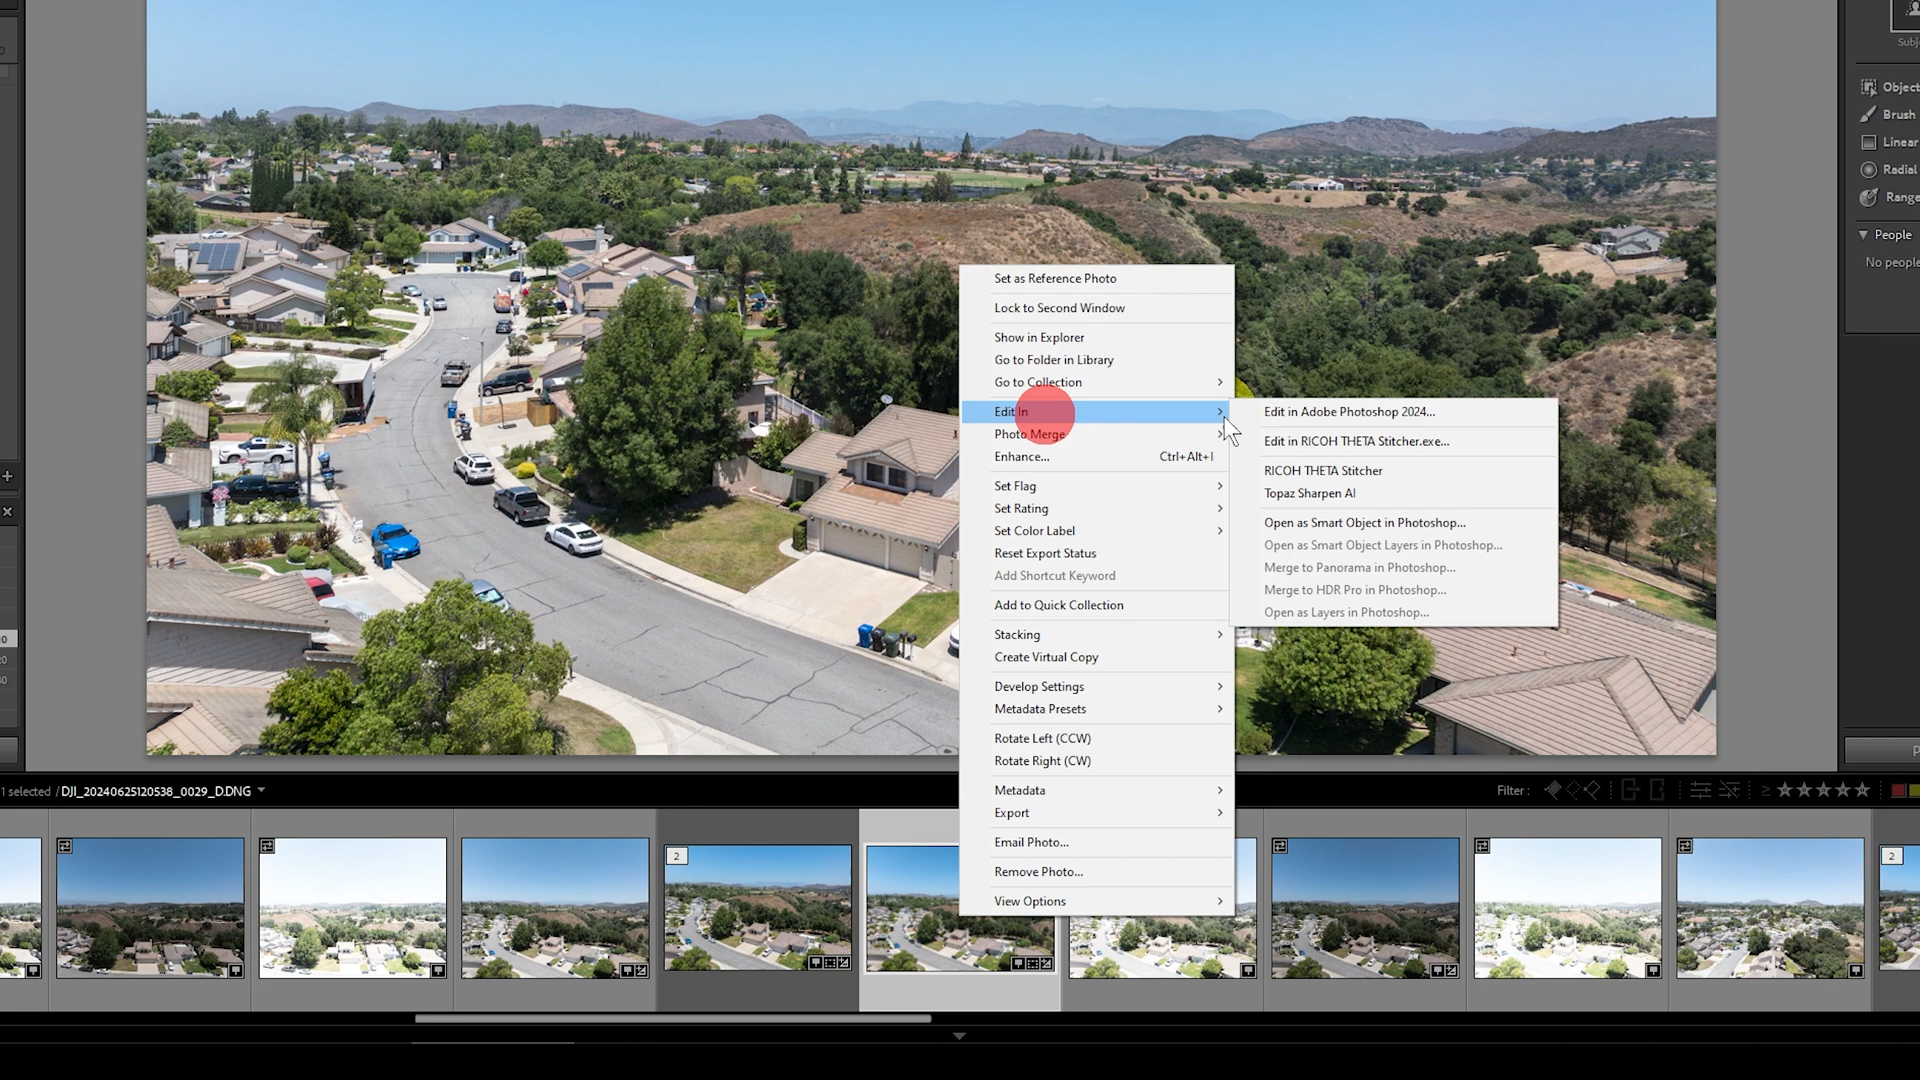 Subj
Object
Brush
Linear
Radial
Range
People
No people
Set as Reference Photo
Lock to Second Window
Show in Explorer
Go to Folder in Library
Go to Collection
Edit In
Photo Merge
Enhance... Ctrl+Alt+I
Set Flag
Set Rating
Set Color Label
Reset Export Status
Add Shortcut Keyword
Add to Quick Collection
Stacking
Create Virtual Copy
Develop Settings
Metadata Presets
Rotate Left (CCW)
Rotate Right (CW)
Metadata
Export
Email Photo...
Remove Photo...
View Options
Edit in Adobe Photoshop 2024...
Edit in RICOH THETA Stitcher.exe...
RICOH THETA Stitcher
Topaz Sharpen AI
Open as Smart Object in Photoshop...
Open as Smart Object Layers in Photoshop...
Merge to Panorama in Photoshop...
Merge to HDR Pro in Photoshop...
Open as Layers in Photoshop...
1 selected / DJI_20240625120538_0029_D.DNG
Filter :
2
2